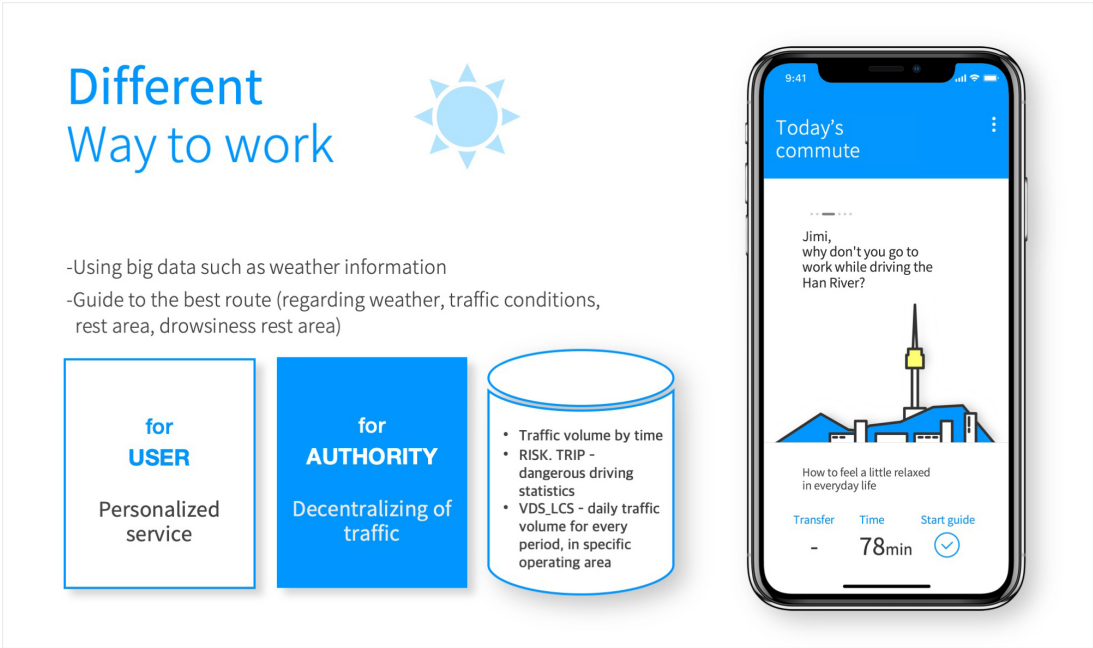 Different
Way to work
-Using big data such as weather information
-Guide to the best route (regarding weather, traffic conditions,
rest area, drowsiness rest area)
for
USER
Personalized
service
for
AUTHORITY
Decentralizing of
traffic
• Traffic volume by time
• RISK. TRIP -
dangerous driving
statistics
• VDS_LCS - daily traffic
volume for every
period, in specific
operating area
9:41
Today's
commute
Jimi,
why don't you go to
work while driving the
Han River?
How to feel a little relaxed
in everyday life
Transfer Time Start guide
- 78min